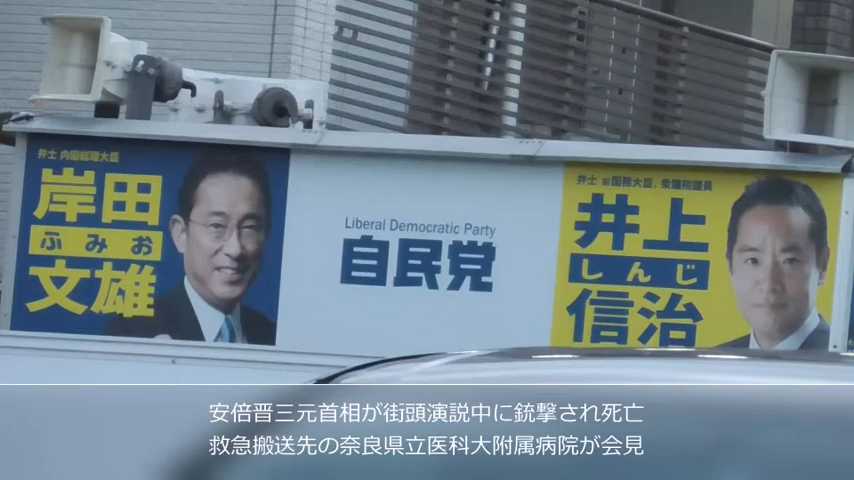 弁士 内閣総理大臣
岸田
ふみお
文雄
Liberal Democratic Party
自民党
弁士 前国務大臣、衆議院議員
井上
しんじ
信治
安倍晋三元首相が街頭演説中に銃撃され死亡
救急搬送先の奈良県立医科大附属病院が会見